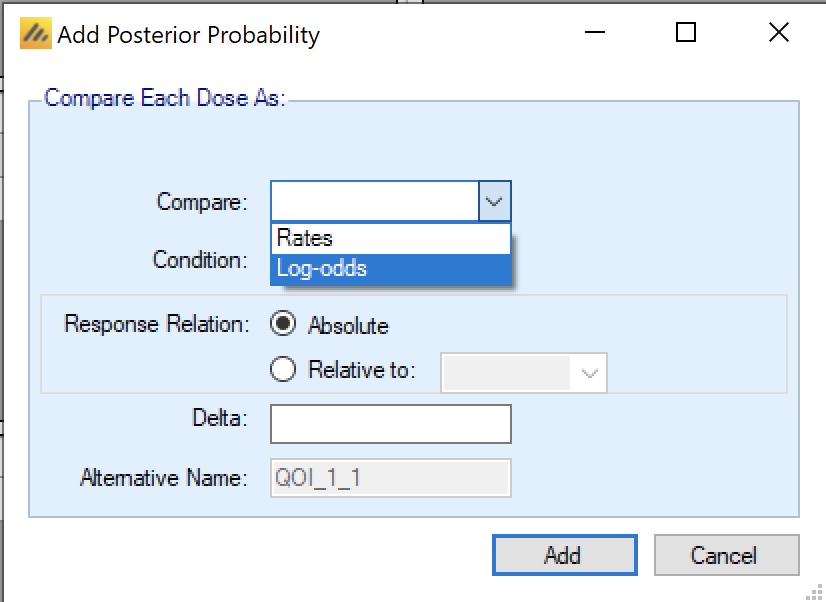 Add Posterior Probability
Compare Each Dose As:
Compare:
Rates
Log-odds
Condition:
Response Relation:
Absolute
Relative to:
Delta:
Alternative Name:
QOI_1_1
Add
Cancel